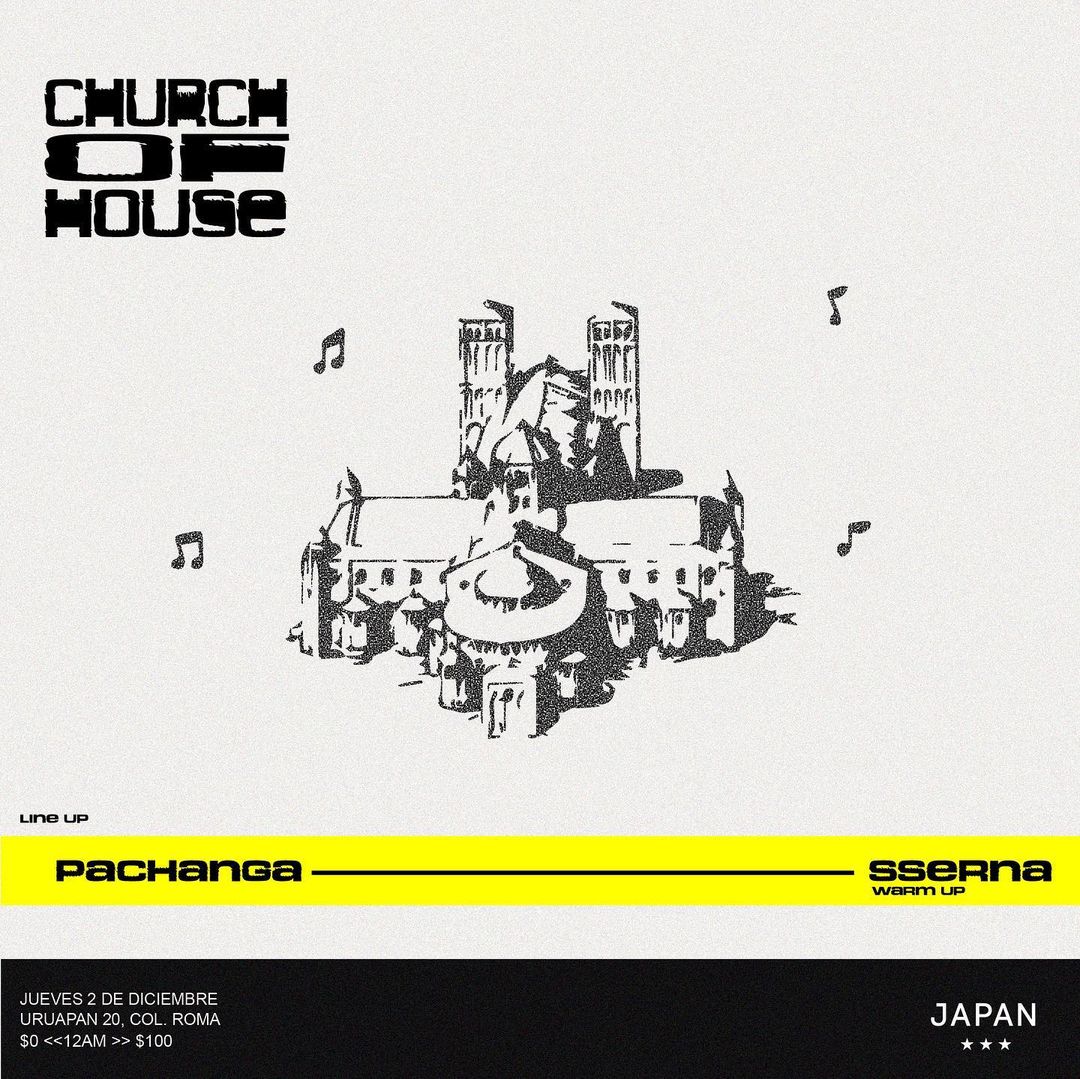 CHURCH
OF
HOUSE
LINE UP
PACHANGA
SSERNA
WARM UP
JUEVES 2 DE DICIEMBRE
URUAPAN 20, COL. ROMA
$0 <<12AM >> $100
JAPAN
★★★